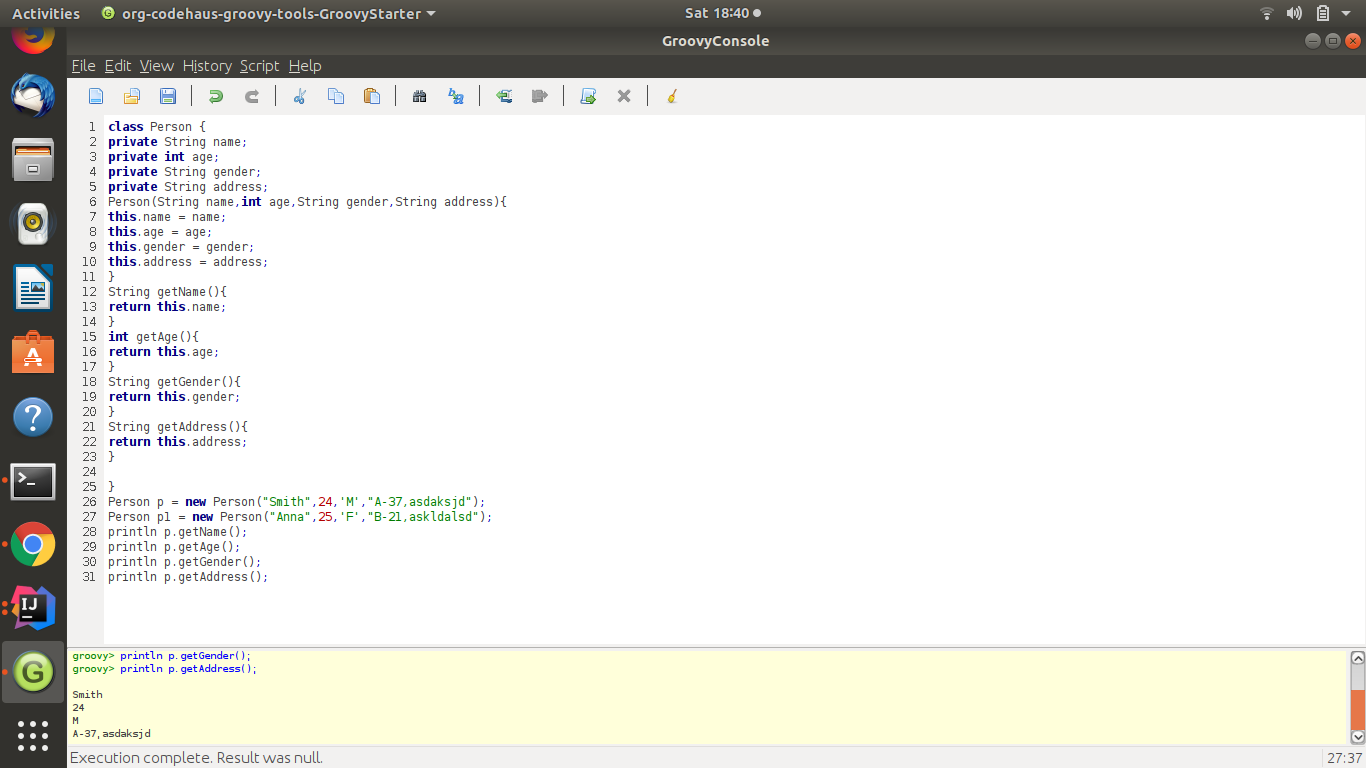 Activities org-codehaus-groovy-tools-GroovyStarter Sat 18:40
GroovyConsole
File Edit View History Script Help
1 class Person {
2 private String name;
3 private int age;
4 private String gender;
5 private String address;
6 Person(String name,int age,String gender,String address){
7 this.name = name;
8 this.age = age;
9 this.gender = gender;
10 this.address = address;
11 }
12 String getName(){
13 return this.name;
14 }
15 int getAge(){
16 return this.age;
17 }
18 String getGender(){
19 return this.gender;
20 }
21 String getAddress(){
22 return this.address;
23 }
24
25 }
26 Person p = new Person("Smith",24,'M',"A-37,asdaksjd");
27 Person p1 = new Person("Anna",25,'F',"B-21,askldalsd");
28 println p.getName();
29 println p.getAge();
30 println p.getGender();
31 println p.getAddress();
groovy> println p.getGender();
groovy> println p.getAddress();
Smith
24
M
A-37,asdaksjd
Execution complete. Result was null. 27:37